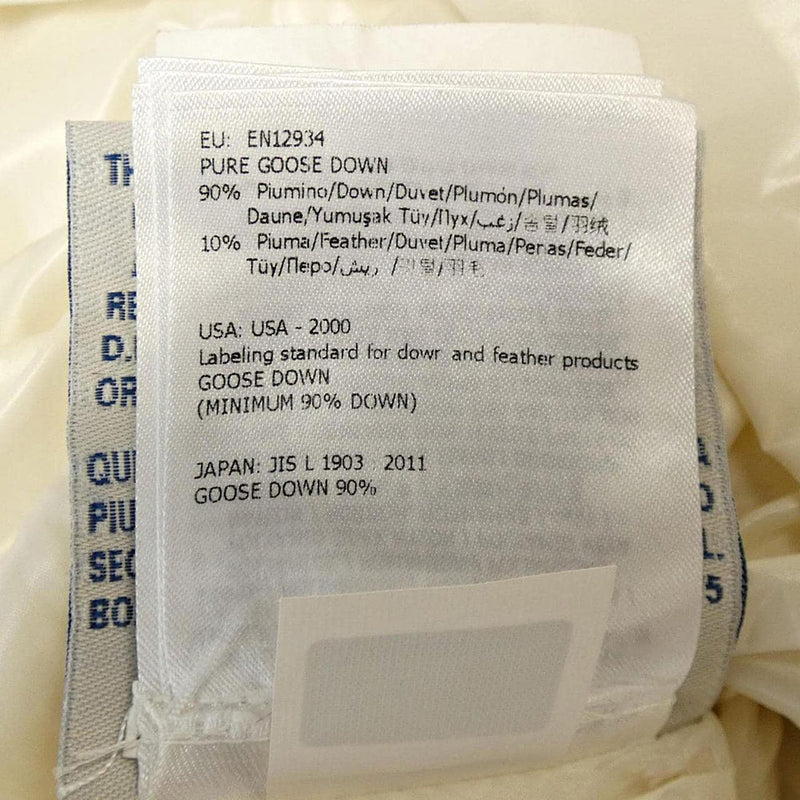 EU: EN12934
PURE GOOSE DOWN
90% Piumino/Down/Duvet/Plumón/Plumas/
Daune/Yumuşak Tüy/Пух/زغب/솜털/羽绒
10% Piuma/Feather/Duvet/Pluma/Penas/Feder/
Tüy/Перо/ريش /깃털/羽毛
USA: USA - 2000
Labeling standard for down and feather products
GOOSE DOWN
(MINIMUM 90% DOWN)
JAPAN: JIS L 1903 2011
GOOSE DOWN 90%
TH
RE
D.
OR
QUI
PIU
SEC
BO
A
O
L
5